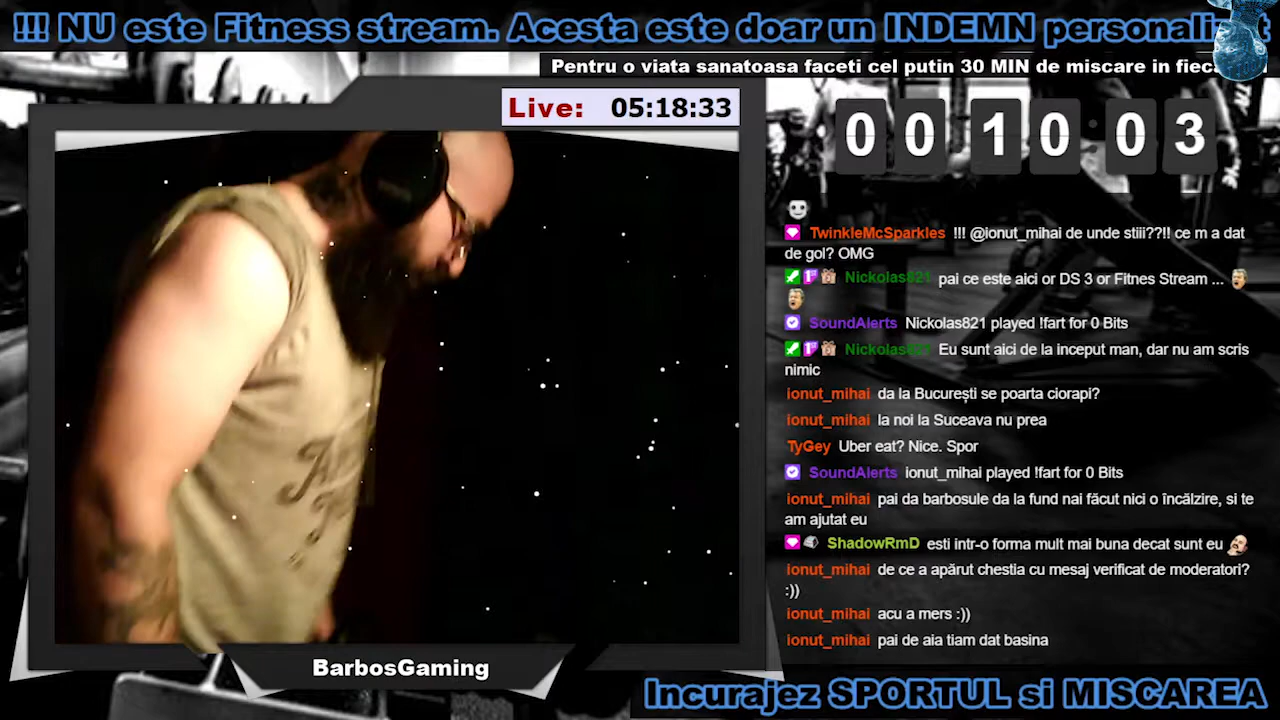 !!! NU este Fitness stream. Acesta este doar un INDEMN personaliz t
Pentru o viata sanatoasa faceti cel putin 30 MIN de miscare in fiec
Live: 05:18:33
00 10 : 03
TwinkleMcSparkles !!! @ionut_mihai de unde stiii??!! ce m a dat
de gol? OMG
Nickolas821 pai ce este aici or DS 3 or Fitnes Stream ...
SoundAlerts Nickolas821 played !fart for 0 Bits
Nickolas821 Eu sunt aici de la inceput man, dar nu am scris
nimic
ionut_mihai da la București se poarta ciorapi?
ionut_mihai la noi la Suceava nu prea
TyGey Uber eat? Nice. Spor
SoundAlerts ionut_mihai played !fart for 0 Bits
ionut_mihai pai da barbosule da la fund nai făcut nici o încălzire, si te
am ajutat eu
ShadowRmD esti intr-o forma mult mai buna decat sunt eu
ionut_mihai de ce a apărut chestia cu mesaj verificat de moderatori?
:))
ionut_mihai acu a mers :))
ionut_mihai pai de aia tiam dat basina
BarbosGaming
Incurajez SPORTUL si MISCAREA